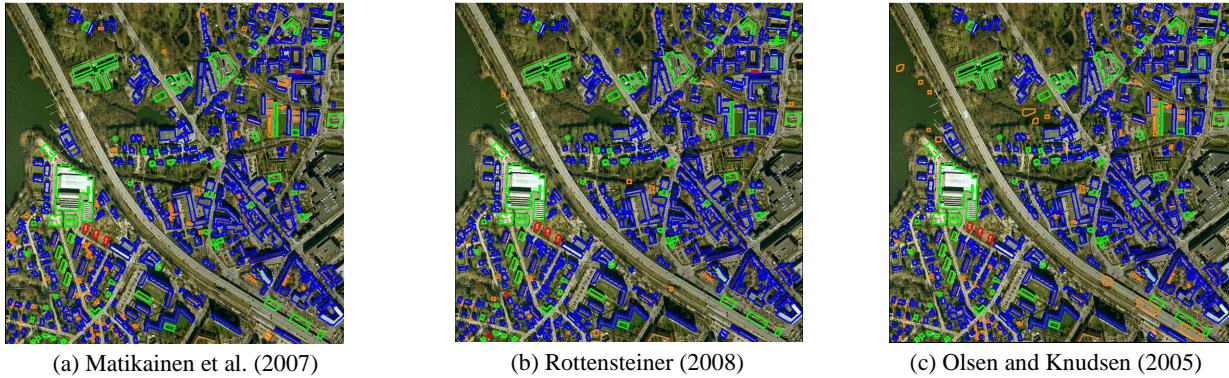 (a) Matikainen et al. (2007)
(b) Rottensteiner (2008)
(c) Olsen and Knudsen (2005)